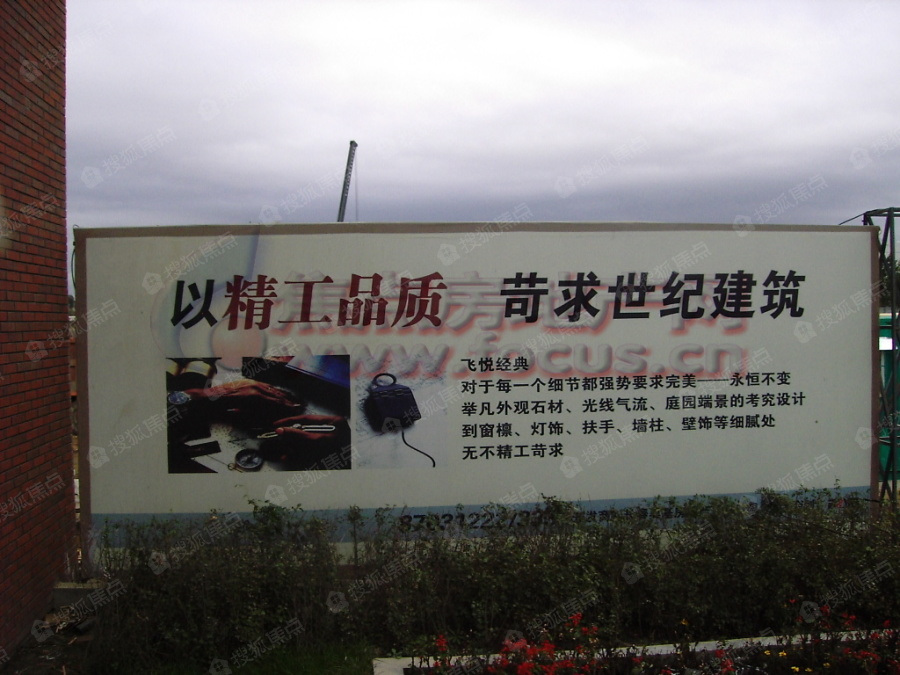 以精工品质 苛求世纪建筑
www.focus.cn
飞悦经典
对于每一个细节都强势要求完美——永恒不变
举凡外观石材、光线气流、庭园端景的考究设计
到窗檩、灯饰、扶手、墙柱、壁饰等细腻处
无不精工苛求
搜狐焦点